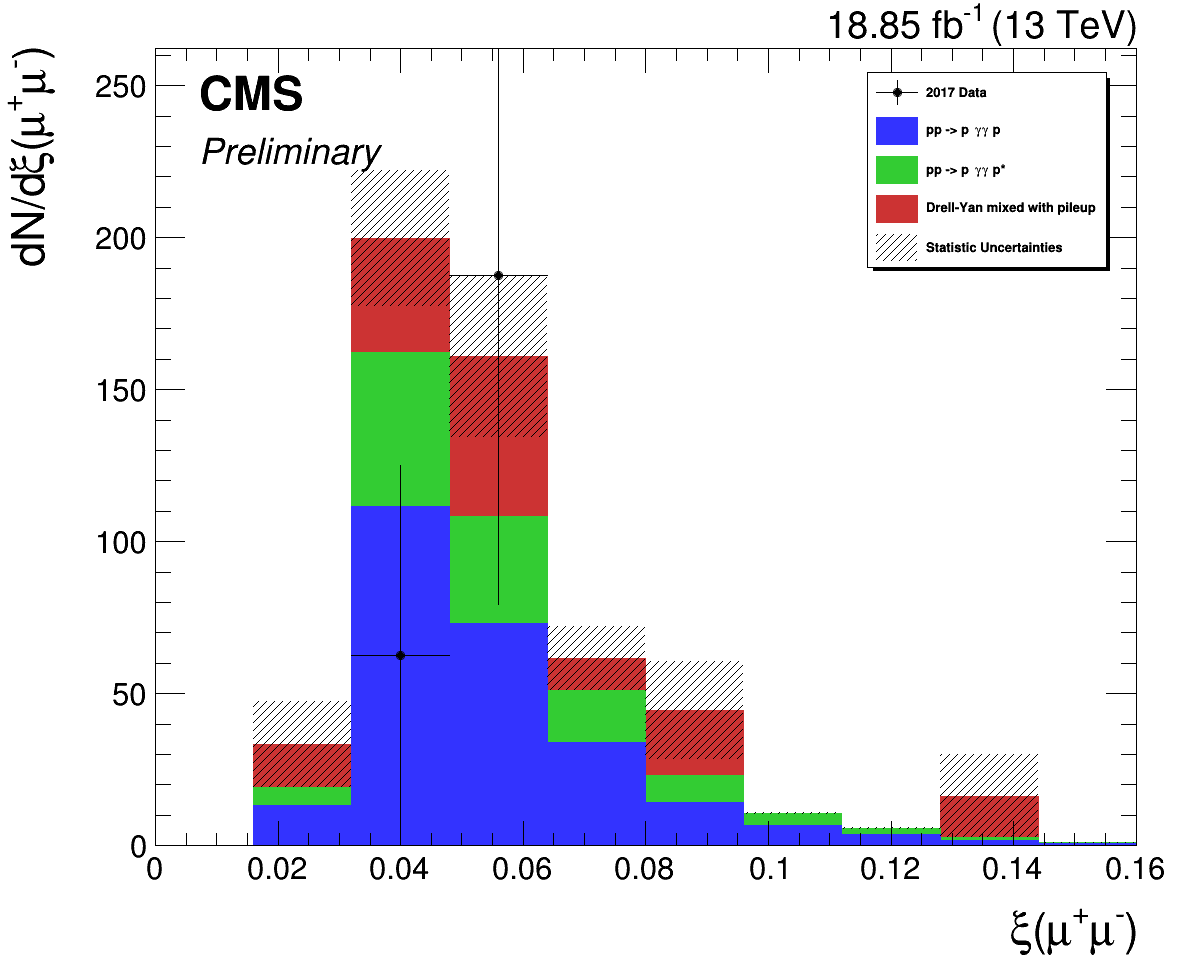 18.85 fb⁻¹ (13 TeV)
dN/dξ(μ⁺μ⁻)
CMS
Preliminary
2017 Data
pp -> p γγ p
pp -> p γγ p*
Drell-Yan mixed with pileup
Statistic Uncertainties
250
200
150
100
50
0
0 0.02 0.04 0.06 0.08 0.1 0.12 0.14 0.16
ξ(μ⁺μ⁻)